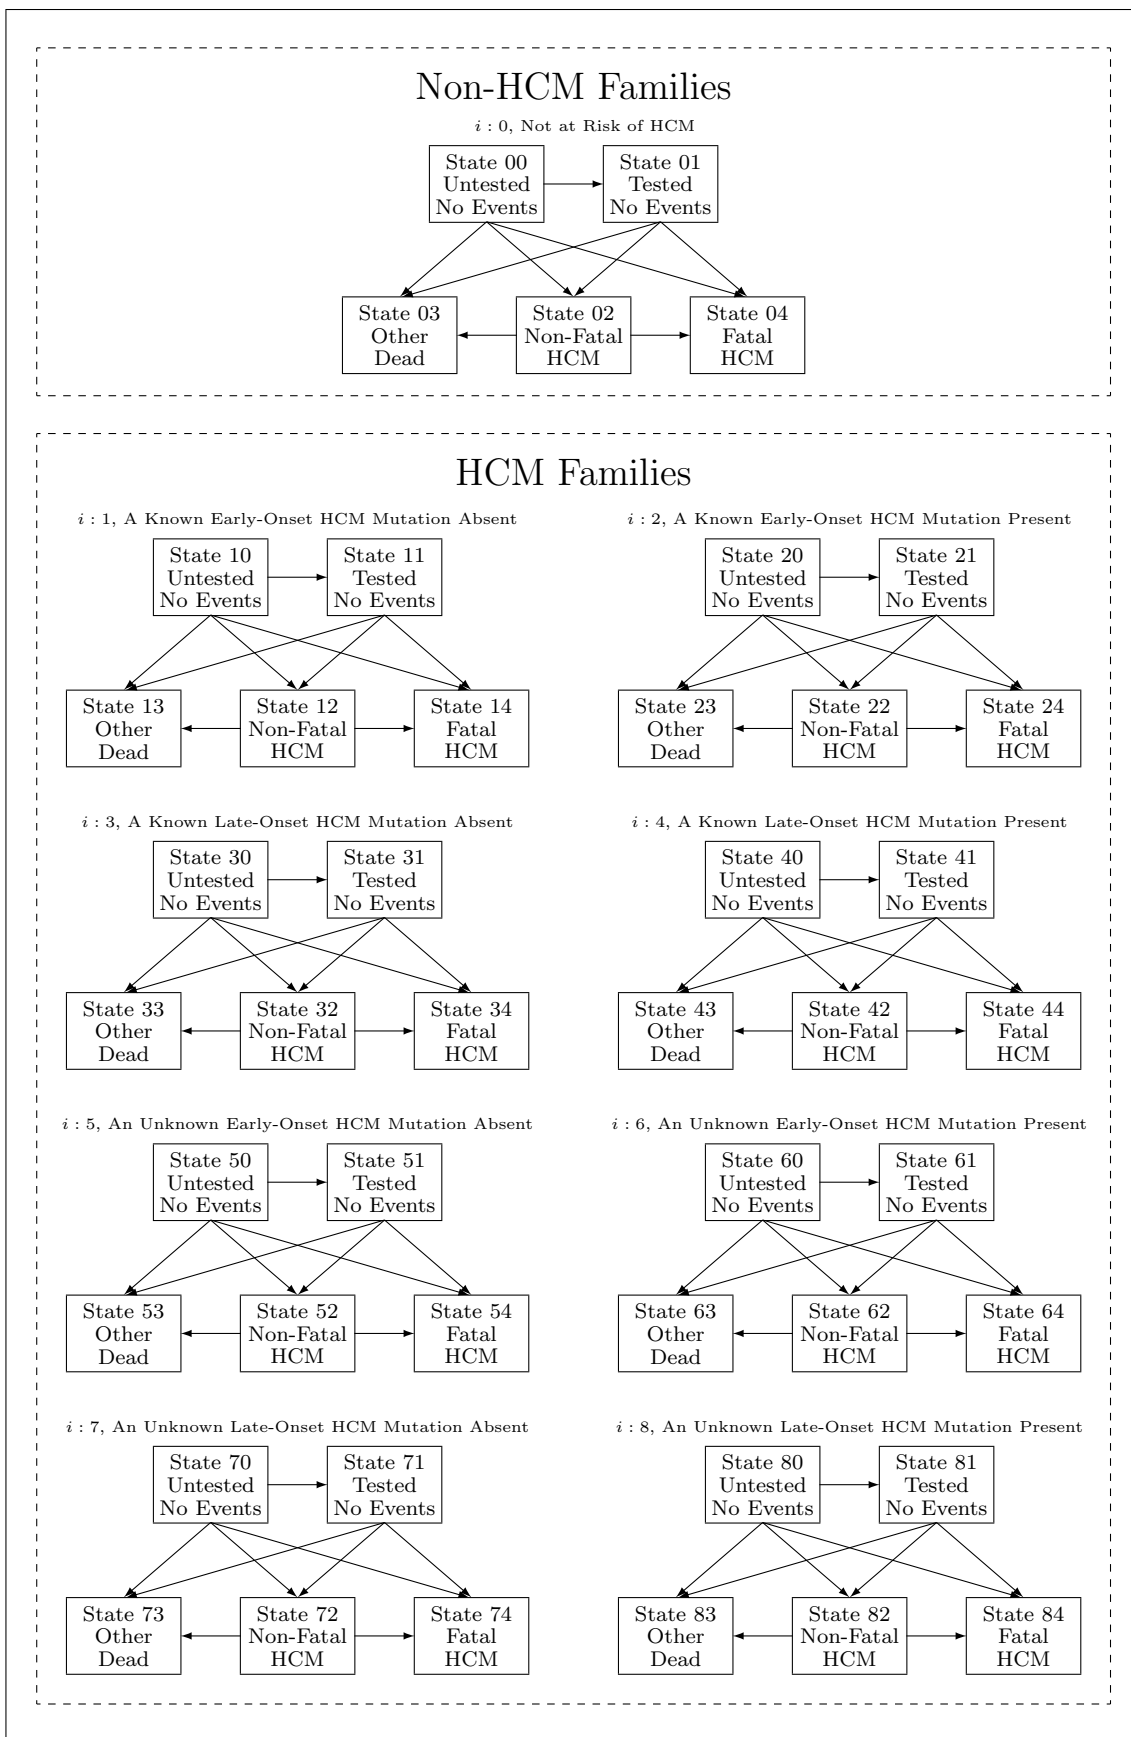 Non-HCM Families
i : 0, Not at Risk of HCM
State 00
Untested
No Events
State 01
Tested
No Events
State 03
Other
Dead
State 02
Non-Fatal
HCM
State 04
Fatal
HCM
HCM Families
i : 1, A Known Early-Onset HCM Mutation Absent
State 10
Untested
No Events
State 11
Tested
No Events
State 13
Other
Dead
State 12
Non-Fatal
HCM
State 14
Fatal
HCM
i : 2, A Known Early-Onset HCM Mutation Present
State 20
Untested
No Events
State 21
Tested
No Events
State 23
Other
Dead
State 22
Non-Fatal
HCM
State 24
Fatal
HCM
i : 3, A Known Late-Onset HCM Mutation Absent
State 30
Untested
No Events
State 31
Tested
No Events
State 33
Other
Dead
State 32
Non-Fatal
HCM
State 34
Fatal
HCM
i : 4, A Known Late-Onset HCM Mutation Present
State 40
Untested
No Events
State 41
Tested
No Events
State 43
Other
Dead
State 42
Non-Fatal
HCM
State 44
Fatal
HCM
i : 5, An Unknown Early-Onset HCM Mutation Absent
State 50
Untested
No Events
State 51
Tested
No Events
State 53
Other
Dead
State 52
Non-Fatal
HCM
State 54
Fatal
HCM
i : 6, An Unknown Early-Onset HCM Mutation Present
State 60
Untested
No Events
State 61
Tested
No Events
State 63
Other
Dead
State 62
Non-Fatal
HCM
State 64
Fatal
HCM
i : 7, An Unknown Late-Onset HCM Mutation Absent
State 70
Untested
No Events
State 71
Tested
No Events
State 73
Other
Dead
State 72
Non-Fatal
HCM
State 74
Fatal
HCM
i : 8, An Unknown Late-Onset HCM Mutation Present
State 80
Untested
No Events
State 81
Tested
No Events
State 83
Other
Dead
State 82
Non-Fatal
HCM
State 84
Fatal
HCM